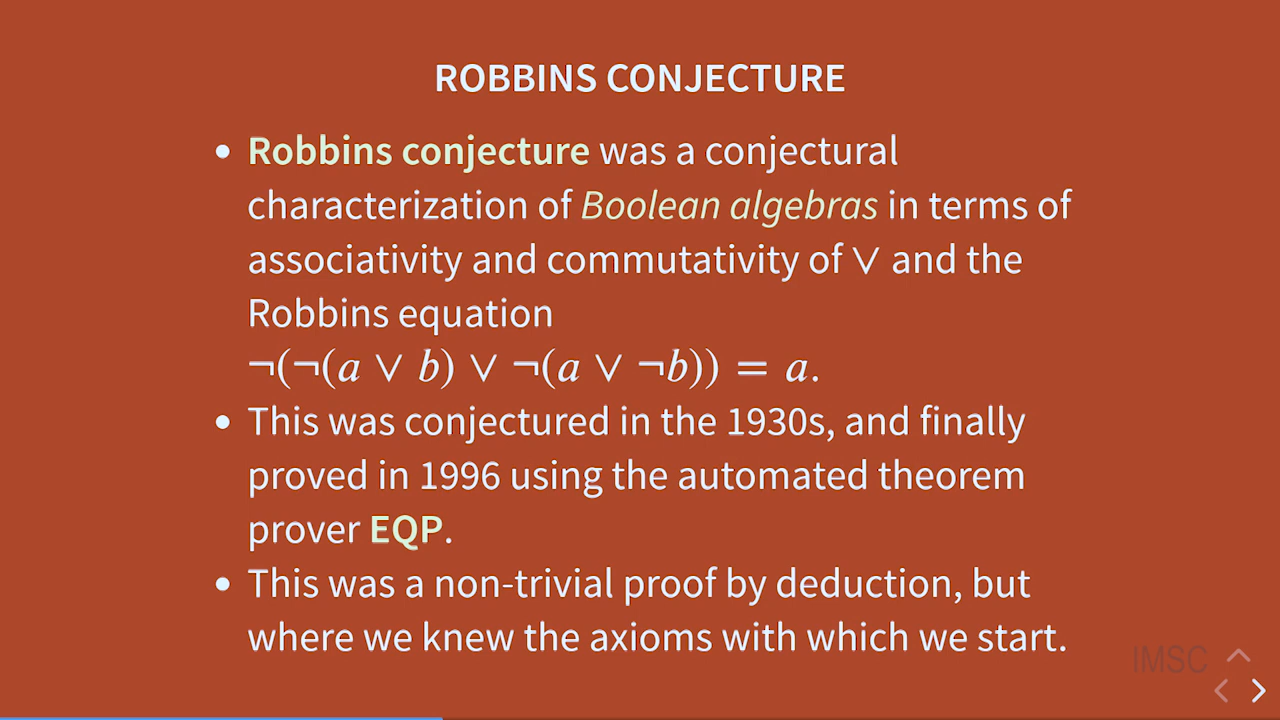 ROBBINS CONJECTURE
• Robbins conjecture was a conjectural
characterization of Boolean algebras in terms of
associativity and commutativity of ∨ and the
Robbins equation
¬(¬(a ∨ b) ∨ ¬(a ∨ ¬b)) = a.
• This was conjectured in the 1930s, and finally
proved in 1996 using the automated theorem
prover EQP.
• This was a non-trivial proof by deduction, but
where we knew the axioms with which we start.
IMSC